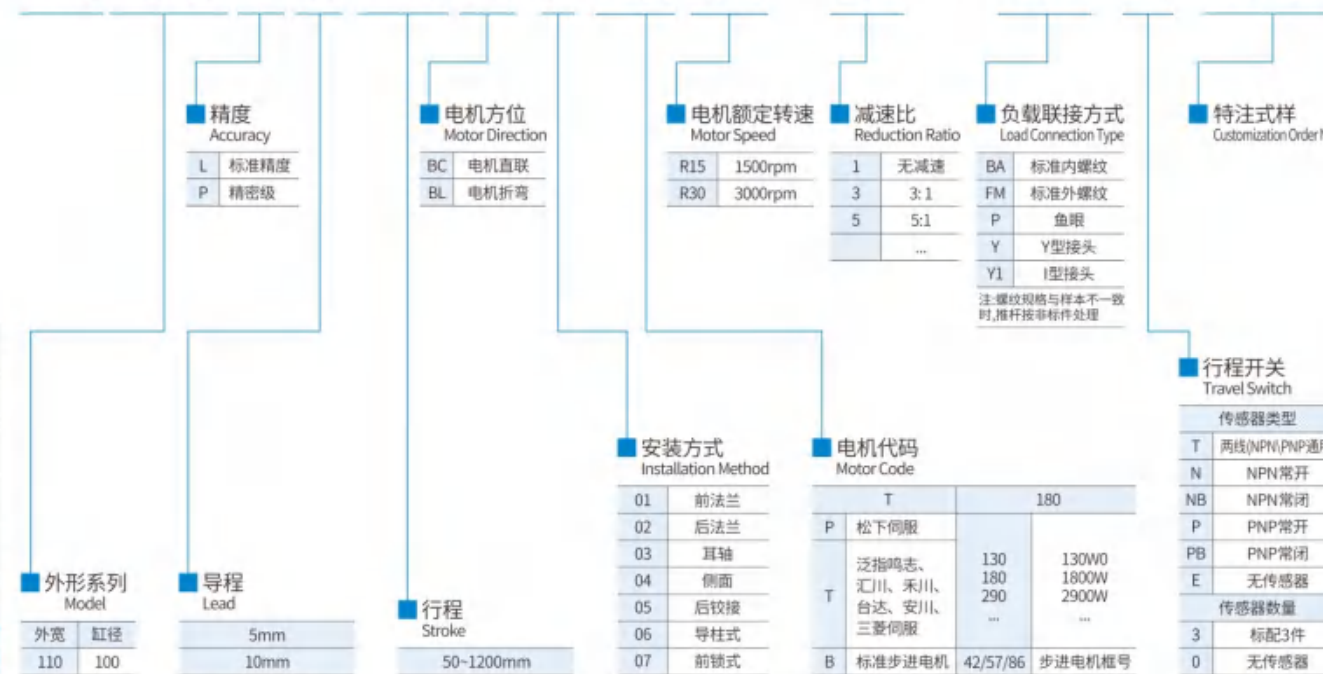 精度
Accuracy
L 标准精度
P 精密级
电机方位
Motor Direction
BC 电机直联
BL 电机折弯
电机额定转速
Motor Speed
R15 1500rpm
R30 3000rpm
减速比
Reduction Ratio
1 无减速
3 3:1
5 5:1
...
负载联接方式
Load Connection Type
BA 标准内螺纹
FM 标准外螺纹
P 鱼眼
Y Y型接头
Y1 I型接头
注:螺纹规格与样本不一致
时,推杆按非标件处理
特注式样
Customization Order
行程开关
Travel Switch
传感器类型
T 两线(NPN\PNP通用
N NPN常开
NB NPN常闭
P PNP常开
PB PNP常闭
E 无传感器
传感器数量
3 标配3件
0 无传感器
安装方式
Installation Method
01 前法兰
02 后法兰
03 耳轴
04 侧面
05 后铰接
06 导柱式
07 前锁式
电机代码
Motor Code
T 180
P 松下伺服
T 泛指鸣志、
汇川、禾川、
台达、安川、
三菱伺服
130 130W0
180 1800W
290 2900W
... ...
B 标准步进电机 42/57/86 步进电机框号
外形系列
Model
外宽 缸径
110 100
导程
Lead
5mm
10mm
行程
Stroke
50~1200mm